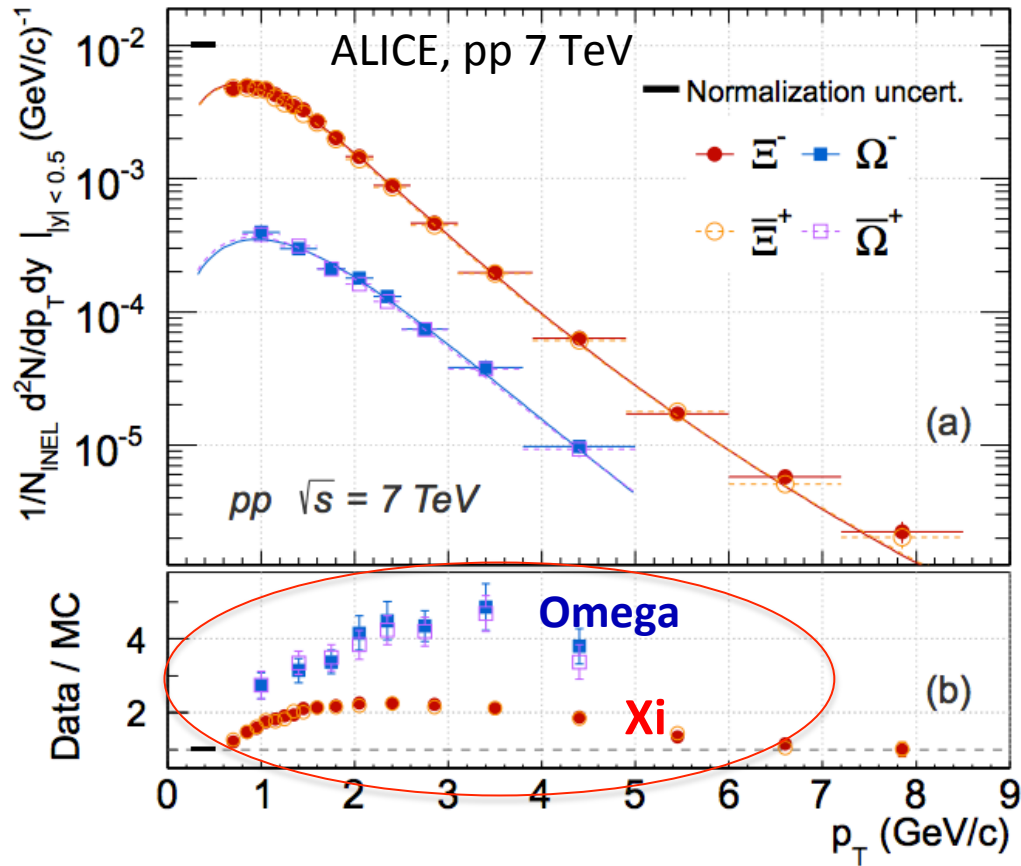 ALICE, pp 7 TeV
Normalization uncert.
Ξ⁻ Ω⁻
Ξ̅⁺ Ω̅⁺
1/N_INEL d²N/dp_T dy |_|y| < 0.5 (GeV/c)⁻¹
10⁻²
10⁻³
10⁻⁴
10⁻⁵
(a)
pp √s = 7 TeV
Data / MC
4
2
Omega
Xi
(b)
0 1 2 3 4 5 6 7 8 9
p_T (GeV/c)